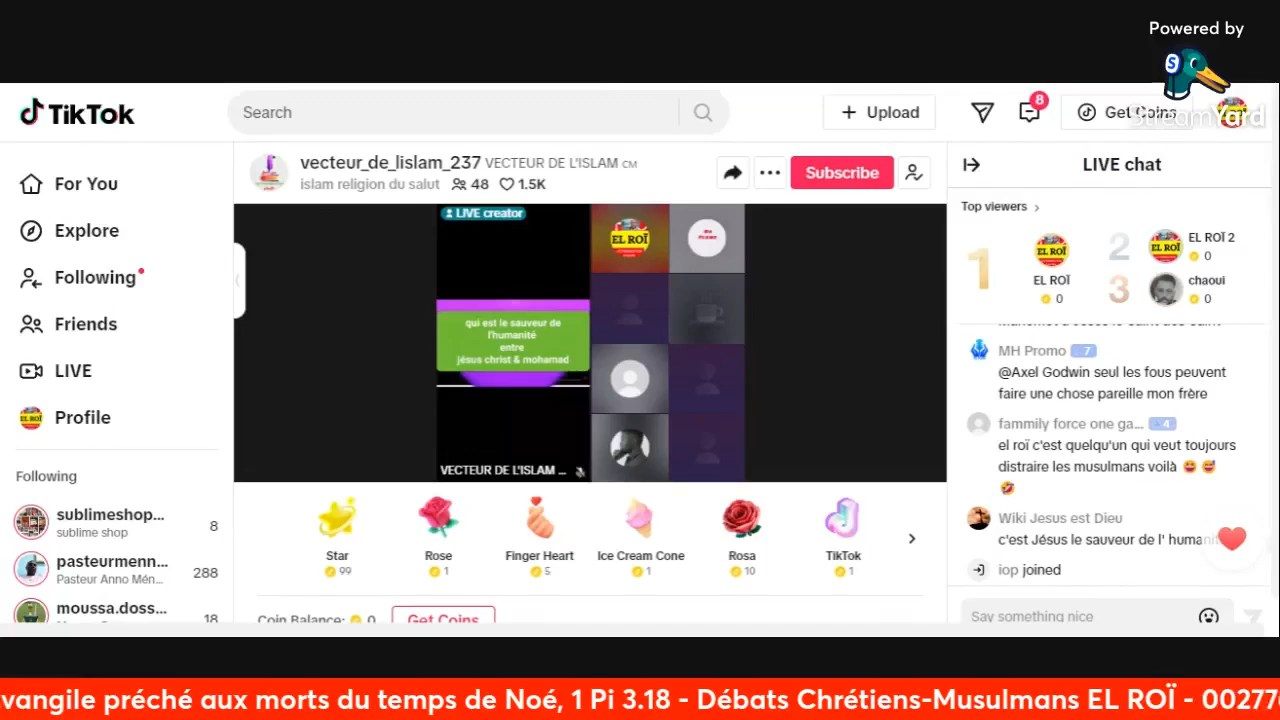 Powered by
StreamYard
TikTok
Search
Upload
8
Get Coins
For You
Explore
Following
Friends
LIVE
Profile
Following
sublimeshop...
sublime shop
8
pasteurmenn...
Pasteur Anno Mén...
288
moussa.doss...
18
vecteur_de_lislam_237 VECTEUR DE L'ISLAM CM
islam religion du salut 48 1.5K
Subscribe
LIVE creator
EL ROÏ
qui est le sauveur de
l'humanité
entre
jésus christ & mohamad
VECTEUR DE L'ISLAM ...
Star
99
Rose
1
Finger Heart
5
Ice Cream Cone
1
Rosa
10
TikTok
1
Coin Balance: 0 Get Coins
LIVE chat
Top viewers
1
EL ROÏ
EL ROÏ
0
2
EL ROÏ
EL ROÏ 2
0
3
chaoui
0
MH Promo 7
@Axel Godwin seul les fous peuvent
faire une chose pareille mon frère
fammily force one ga... 4
el roï c'est quelqu'un qui veut toujours
distraire les musulmans voilà
Wiki Jesus est Dieu
c'est Jésus le sauveur de l' humanit
iop joined
Say something nice
vangile préché aux morts du temps de Noé, 1 Pi 3.18 - Débats Chrétiens-Musulmans EL ROÏ - 00277